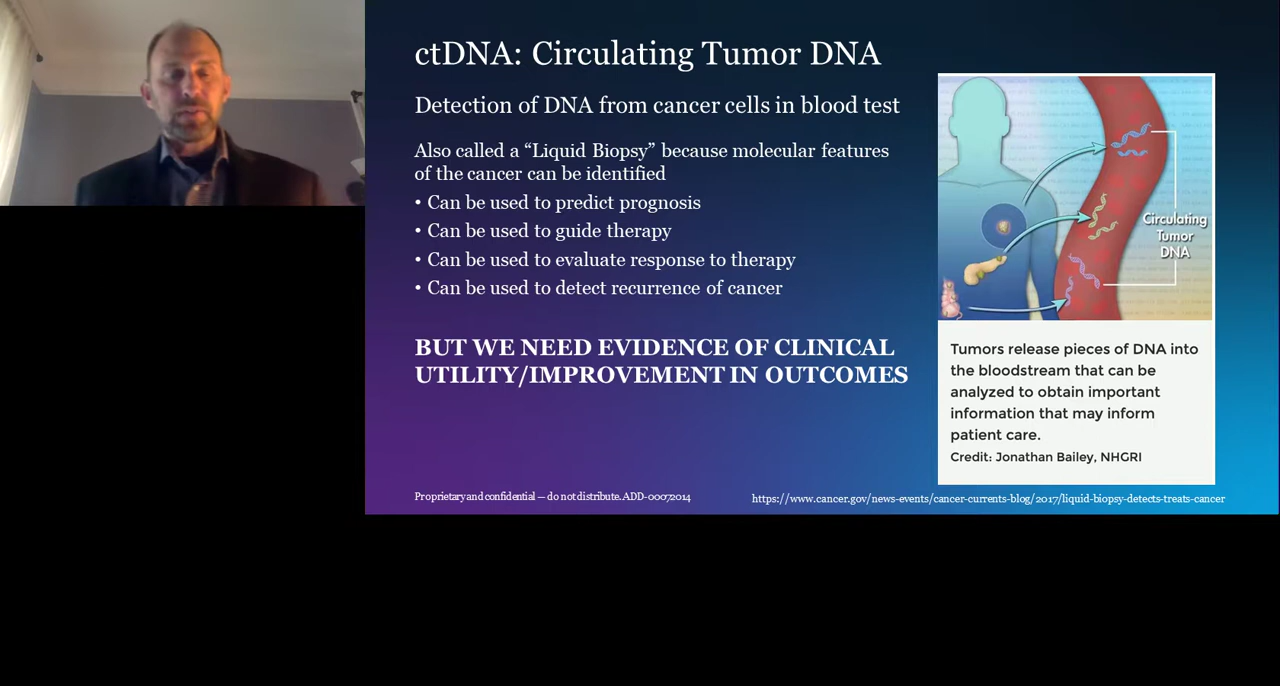 ctDNA: Circulating Tumor DNA
Detection of DNA from cancer cells in blood test
Also called a “Liquid Biopsy” because molecular features
of the cancer can be identified
• Can be used to predict prognosis
• Can be used to guide therapy
• Can be used to evaluate response to therapy
• Can be used to detect recurrence of cancer
BUT WE NEED EVIDENCE OF CLINICAL
UTILITY/IMPROVEMENT IN OUTCOMES
Circulating
Tumor
DNA
Tumors release pieces of DNA into
the bloodstream that can be
analyzed to obtain important
information that may inform
patient care.
Credit: Jonathan Bailey, NHGRI
Proprietary and confidential — do not distribute. ADD-00072014
https://www.cancer.gov/news-events/cancer-currents-blog/2017/liquid-biopsy-detects-treats-cancer